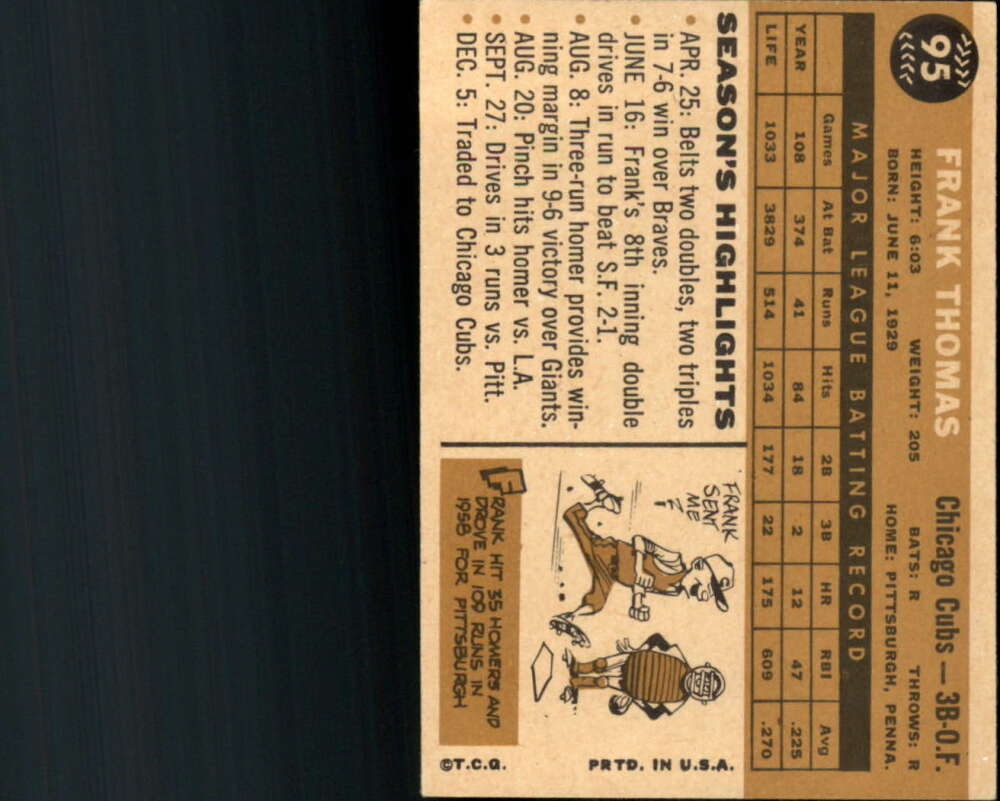 95
FRANK THOMAS Chicago Cubs — 3B-O.F.
HEIGHT: 6:03 WEIGHT: 205 BATS: R THROWS: R
BORN: JUNE 11, 1929 HOME: PITTSBURGH, PENNA.
MAJOR LEAGUE BATTING RECORD
Games At Bat Runs Hits 2B 3B HR RBI Avg
YEAR 108 374 41 84 18 2 12 47 .225
LIFE 1033 3829 514 1034 177 22 175 609 .270
SEASON'S HIGHLIGHTS
• APR. 25: Belts two doubles, two triples
in 7-6 win over Braves.
• JUNE 16: Frank's 8th inning double
drives in run to beat S.F. 2-1.
• AUG. 8: Three-run homer provides win-
ning margin in 9-6 victory over Giants.
• AUG. 20: Pinch hits homer vs. L.A.
• SEPT. 27: Drives in 3 runs vs. Pitt.
• DEC. 5: Traded to Chicago Cubs.
FRANK
SENT
ME
FRANK HIT 35 HOMERS AND
DROVE IN 109 RUNS IN
1958 FOR PITTSBURGH
©T.C.G. PRTD. IN U.S.A.